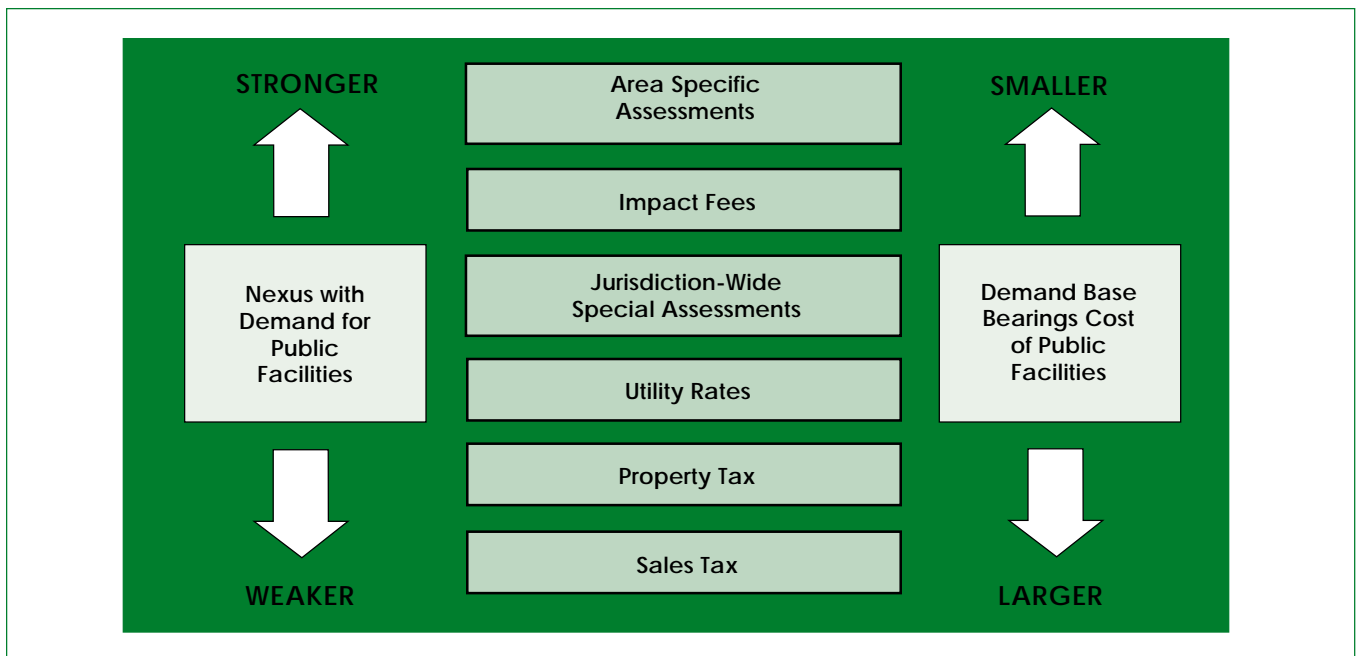 STRONGER
Nexus with
Demand for
Public
Facilities
WEAKER
Area Specific
Assessments
Impact Fees
Jurisdiction-Wide
Special Assessments
Utility Rates
Property Tax
Sales Tax
SMALLER
Demand Base
Bearings Cost
of Public
Facilities
LARGER